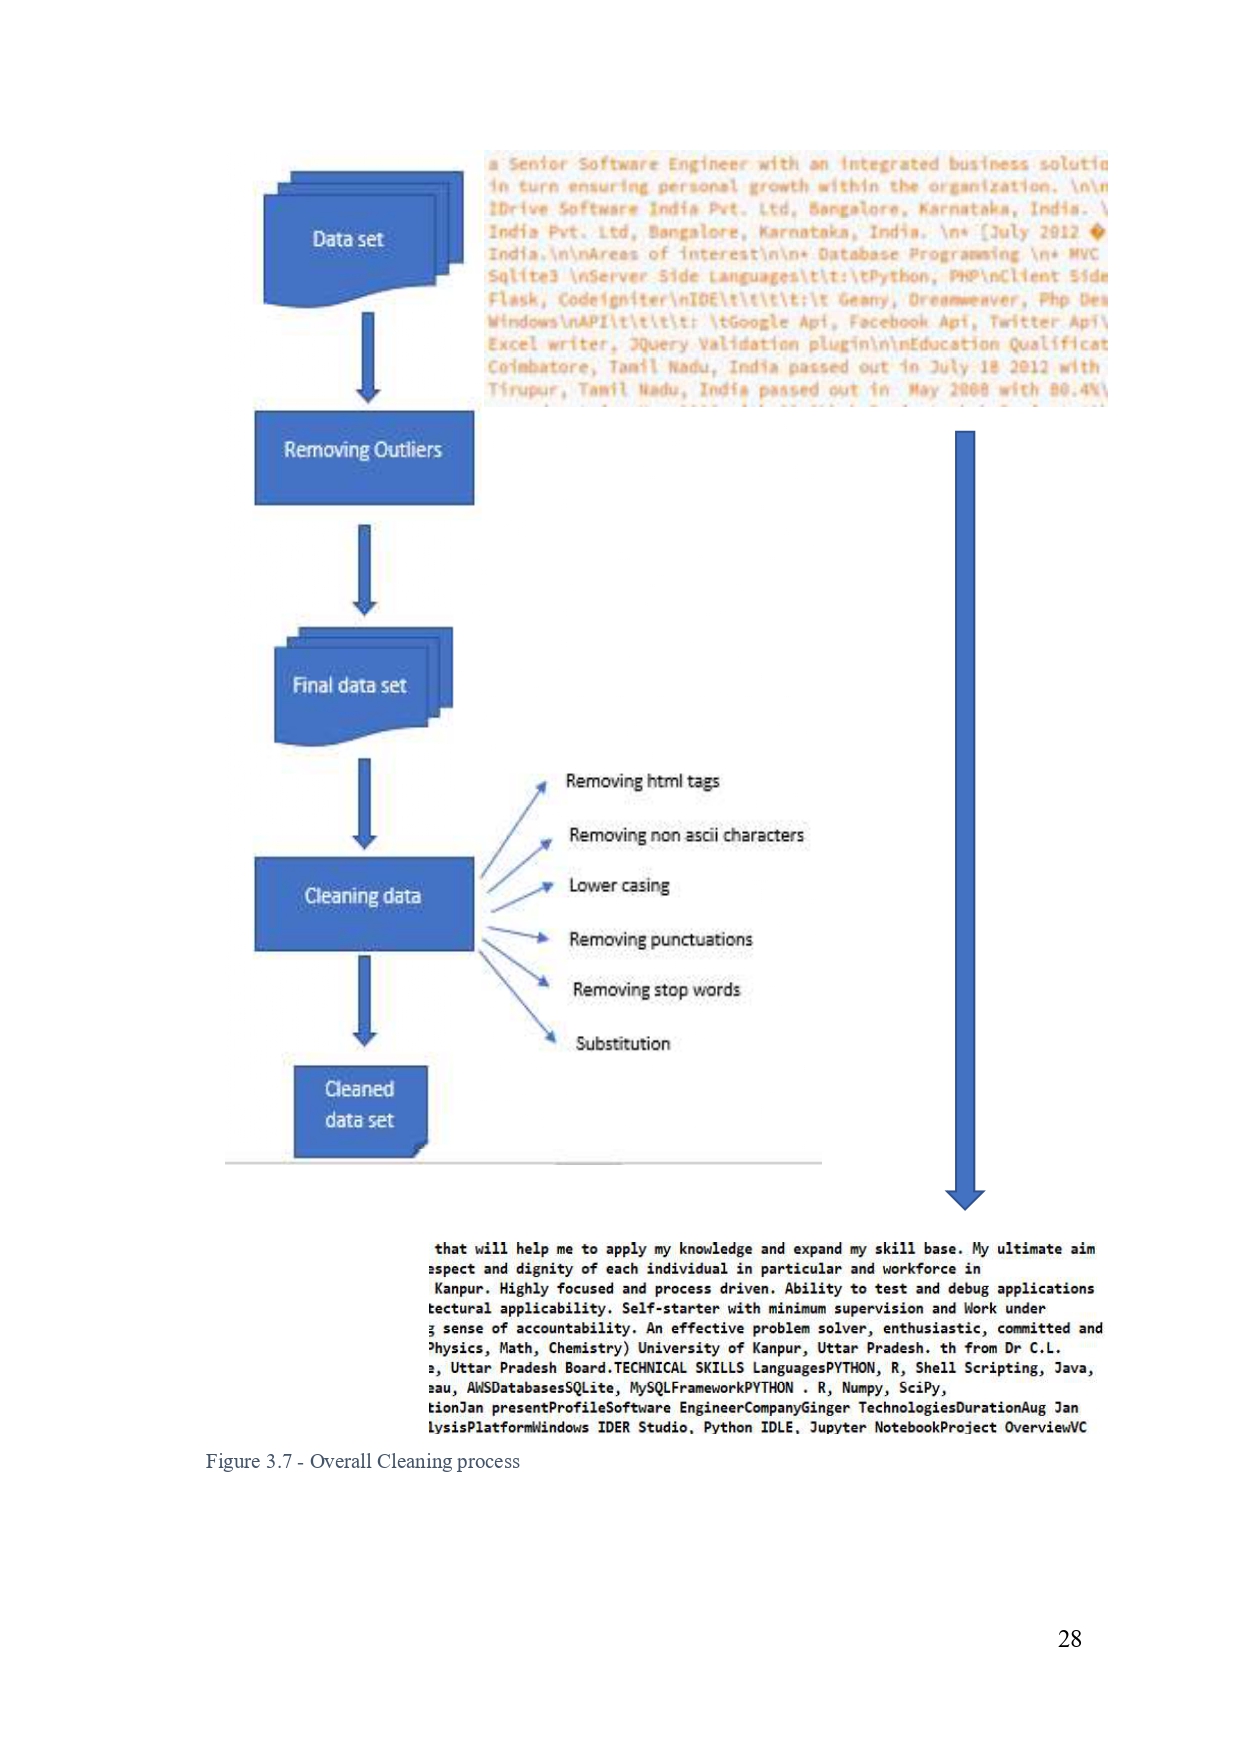 a Senior Software Engineer with an integrated business solutio
in turn ensuring personal growth within the organization. \n\n
IDrive Software India Pvt. Ltd, Bangalore, Karnataka, India. \
India Pvt. Ltd, Bangalore, Karnataka, India. \n• [July 2012 �
India.\n\nAreas of interest\n\n• Database Programming \n• MVC
Sqlite3 \nServer Side Languages\t\t:\tPython, PHP\nClient Side
Flask, Codeigniter\nIDE\t\t\t\t:\t Geany, Dreamweaver, Php Des
Windows\nAPI\t\t\t\t: \tGoogle Api, Facebook Api, Twitter Api\
Excel writer, JQuery Validation plugin\n\nEducation Qualificat
Coimbatore, Tamil Nadu, India passed out in July 18 2012 with
Tirupur, Tamil Nadu, India passed out in  May 2008 with 80.4%\
Data set
Removing Outliers
Final data set
Cleaning data
Removing html tags
Removing non ascii characters
Lower casing
Removing punctuations
Removing stop words
Substitution
Cleaned
data set
that will help me to apply my knowledge and expand my skill base. My ultimate aim
espect and dignity of each individual in particular and workforce in
Kanpur. Highly focused and process driven. Ability to test and debug applications
tectural applicability. Self-starter with minimum supervision and Work under
g sense of accountability. An effective problem solver, enthusiastic, committed and
Physics, Math, Chemistry) University of Kanpur, Uttar Pradesh. th from Dr C.L.
e, Uttar Pradesh Board.TECHNICAL SKILLS LanguagesPYTHON, R, Shell Scripting, Java,
eau, AWSDatabasesSQLite, MySQLFrameworkPYTHON . R, Numpy, SciPy,
tionJan presentProfileSoftware EngineerCompanyGinger TechnologiesDurationAug Jan
lysisPlatformWindows IDER Studio, Python IDLE, Jupyter NotebookProject OverviewVC
Figure 3.7 - Overall Cleaning process
28